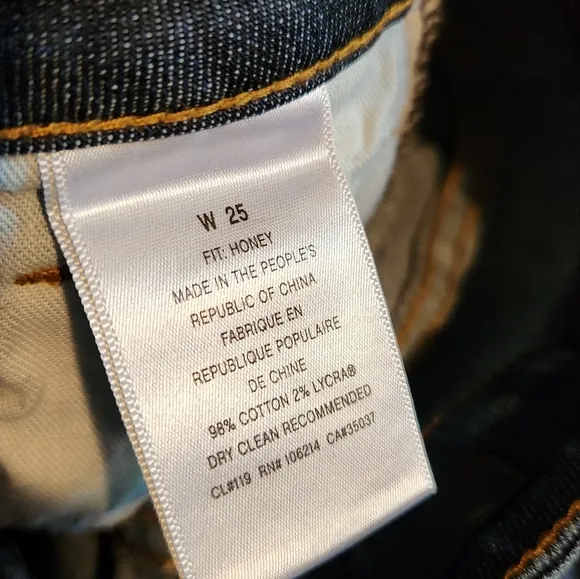 W 25
FIT: HONEY
MADE IN THE PEOPLE'S
REPUBLIC OF CHINA
FABRIQUE EN
REPUBLIQUE POPULAIRE
DE CHINE
98% COTTON 2% LYCRA®
DRY CLEAN RECOMMENDED
CL#119 RN# 106214 CA#35037